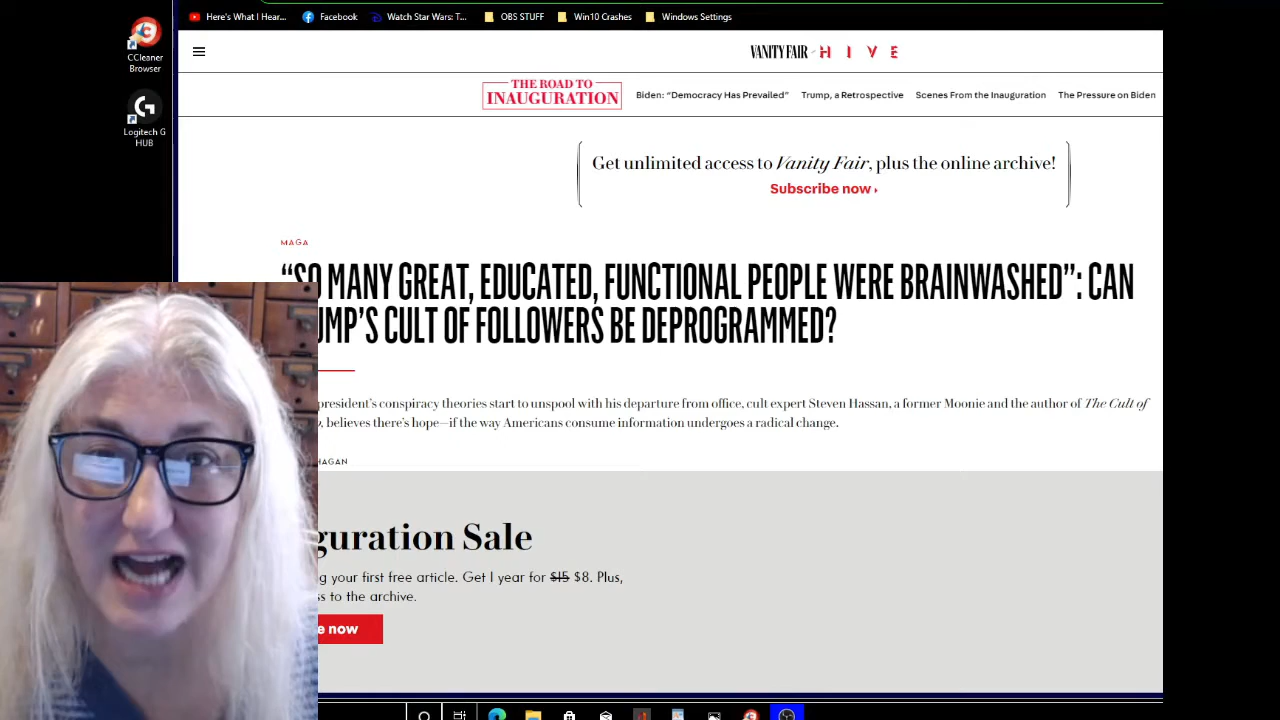 Here's What I Hear...
Facebook
Watch Star Wars: T...
OBS STUFF
Win10 Crashes
Windows Settings
CCleaner
Browser
Logitech G
HUB
VANITY FAIR
HIVE
THE ROAD TO
INAUGURATION
Biden: “Democracy Has Prevailed”
Trump, a Retrospective
Scenes From the Inauguration
The Pressure on Biden
Get unlimited access to Vanity Fair, plus the online archive!
Subscribe now ›
MAGA
“SO MANY GREAT, EDUCATED, FUNCTIONAL PEOPLE WERE BRAINWASHED”: CAN
UMP’S CULT OF FOLLOWERS BE DEPROGRAMMED?
president’s conspiracy theories start to unspool with his departure from office, cult expert Steven Hassan, a former Moonie and the author of The Cult of
, believes there’s hope—if the way Americans consume information undergoes a radical change.
HAGAN
guration Sale
g your first free article. Get 1 year for $15 $8. Plus,
ss to the archive.
e now